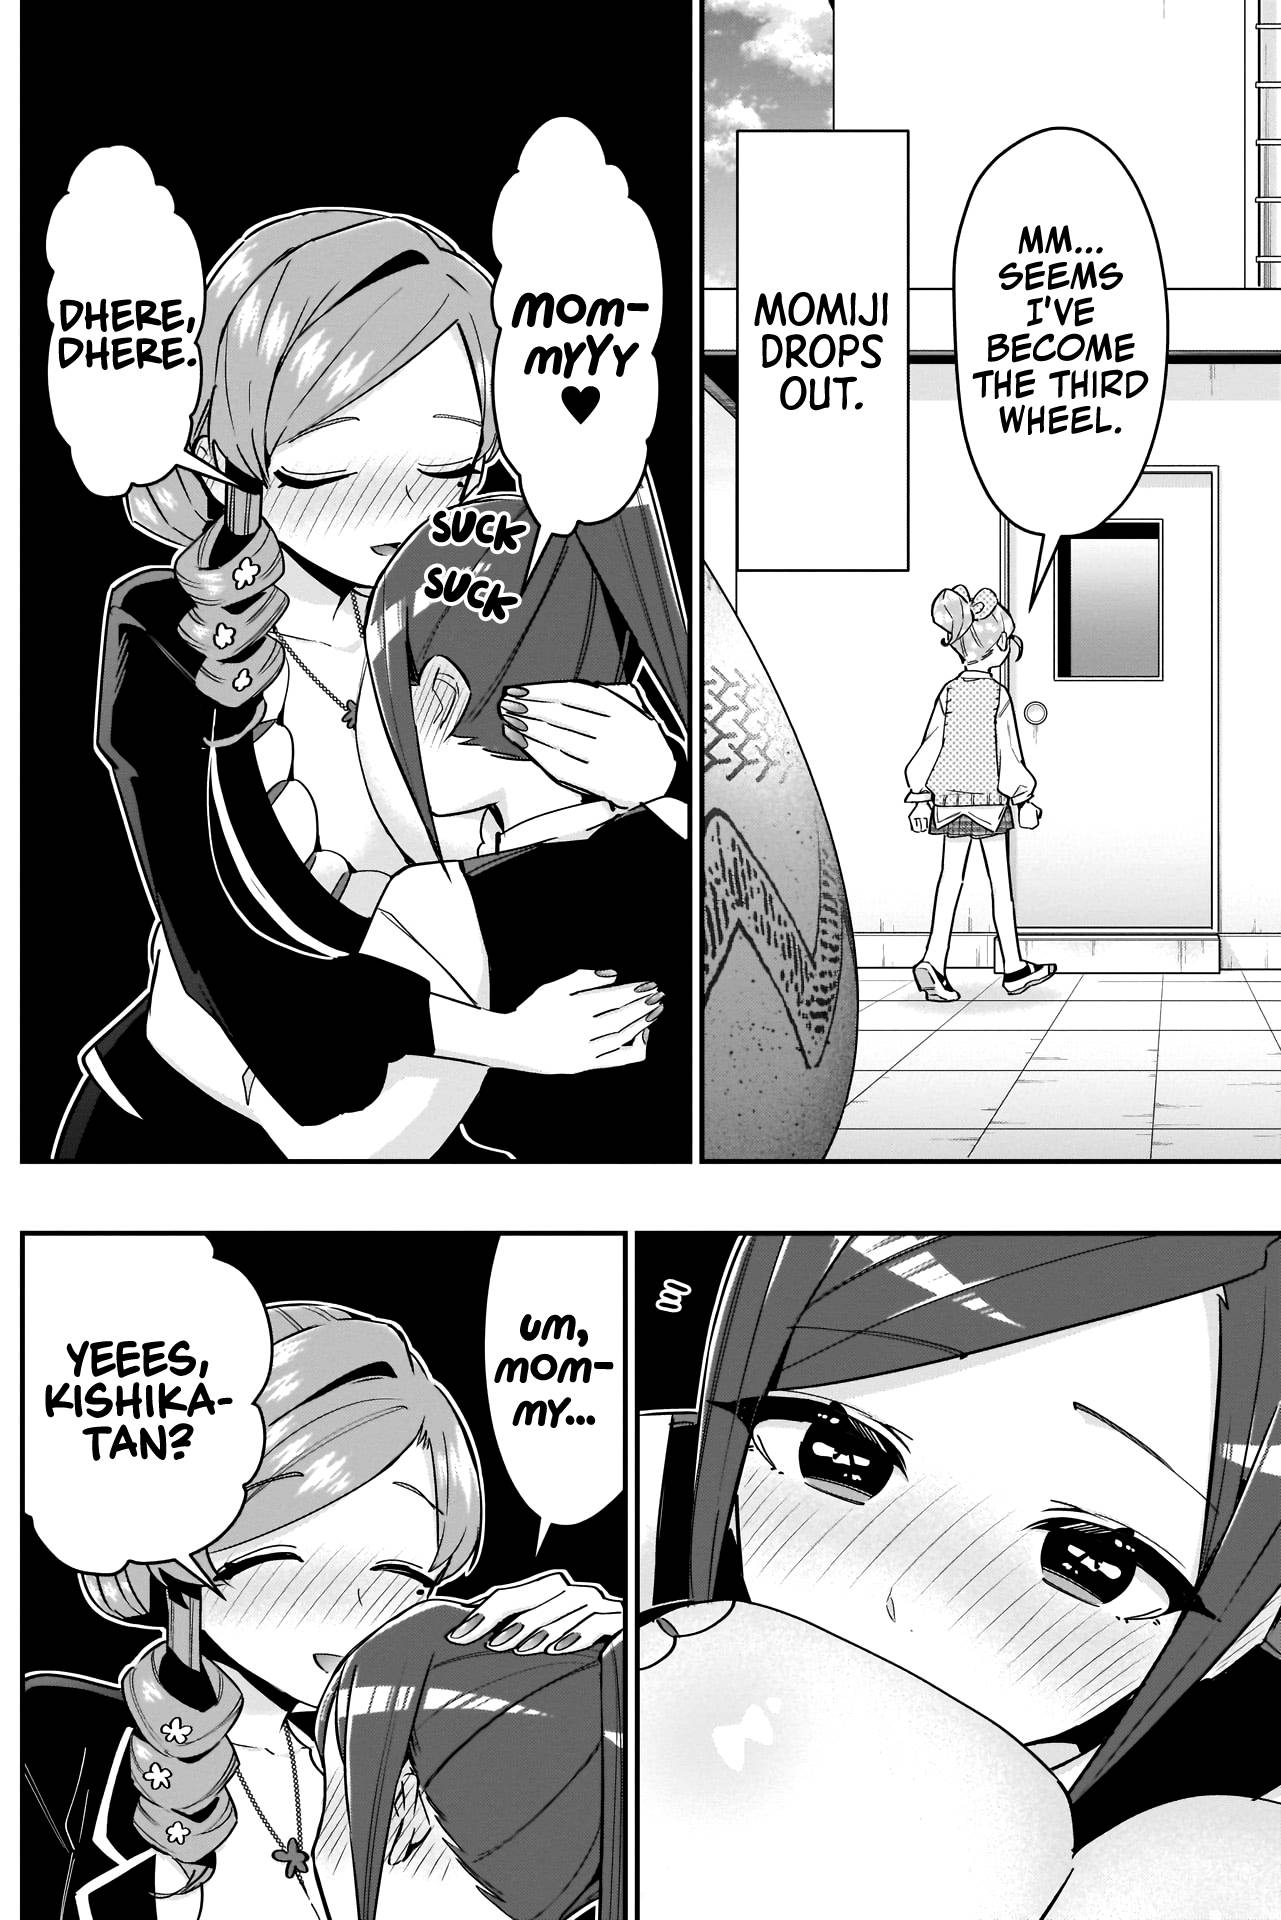 MM...
SEEMS
I'VE
BECOME
THE THIRD
WHEEL.
MOMIJI
DROPS
OUT.
MOM-
MYYY
♥
SUCK
SUCK
DHERE,
DHERE.
UM,
MOM-
MY...
YEEES,
KISHIKA-
TAN?